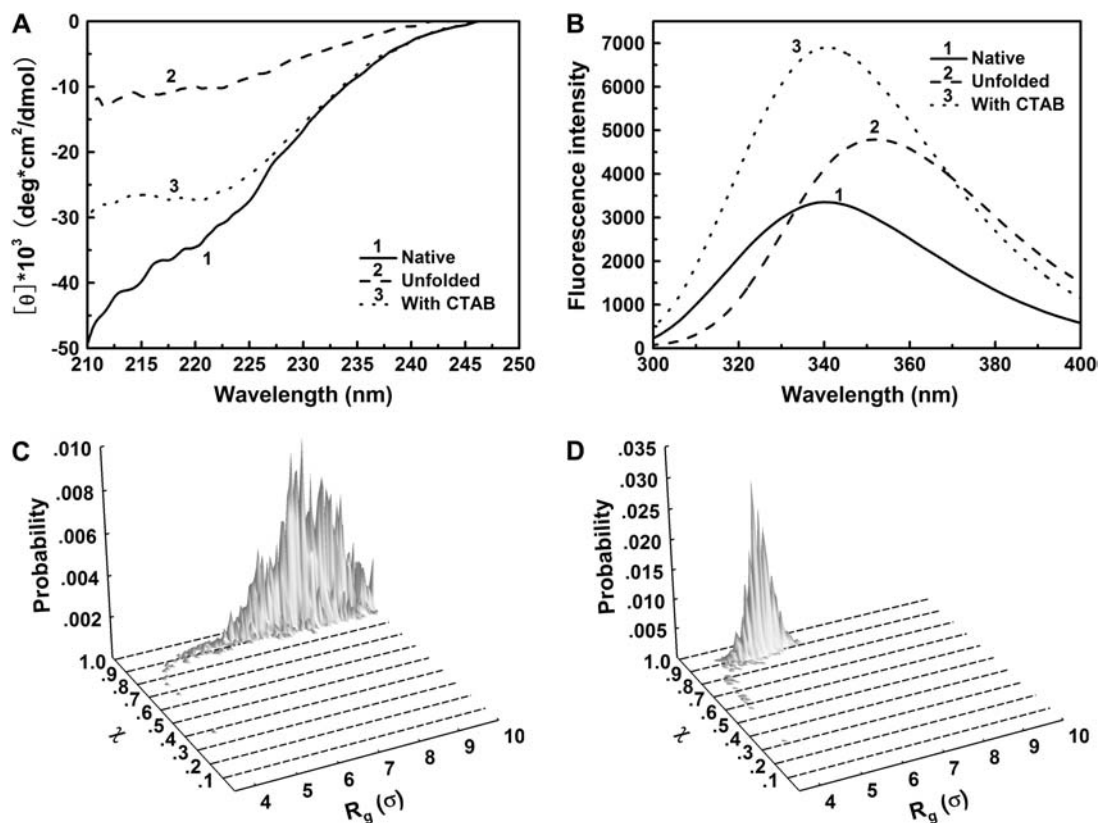 A
[θ]*10³ (deg*cm²/dmol)
0
-10
-20
-30
-40
-50
2
3
1
1 Native
2 Unfolded
3 With CTAB
210 215 220 225 230 235 240 245 250
Wavelength (nm)
B
Fluorescence intensity
7000
6000
5000
4000
3000
2000
1000
0
3
2
1
1 Native
2 Unfolded
3 With CTAB
300 320 340 360 380 400
Wavelength (nm)
C
Probability
.010
.008
.006
.004
.002
1.0
.9
.8
.7
.6
.5
.4
.3
.2
.1
χ
4 5 6 7 8 9 10
Rg (σ)
D
Probability
.035
.030
.025
.020
.015
.010
.005
1.0
.9
.8
.7
.6
.5
.4
.3
.2
.1
χ
4 5 6 7 8 9 10
Rg (σ)